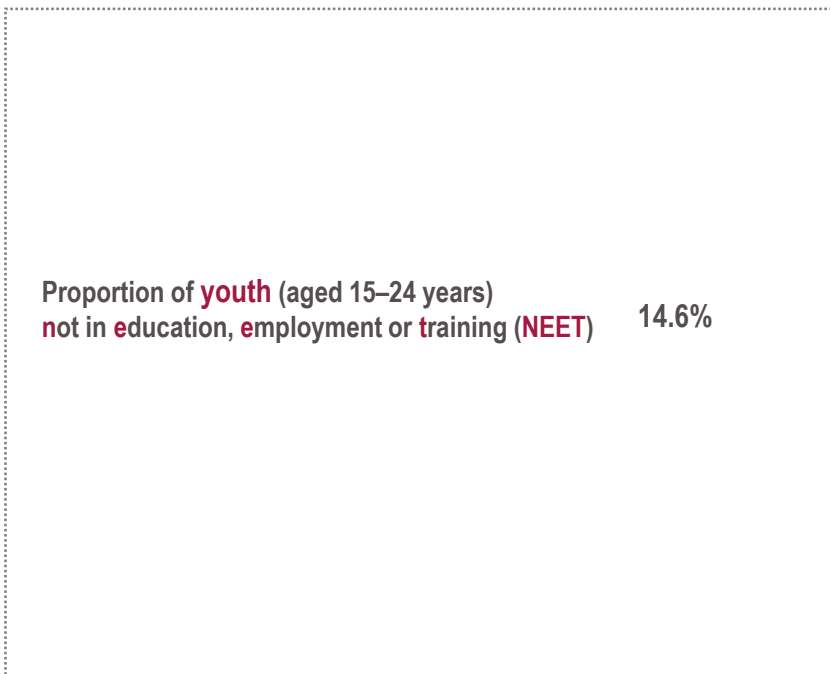 Proportion of youth (aged 15–24 years)
not in education, employment or training (NEET)
14.6%